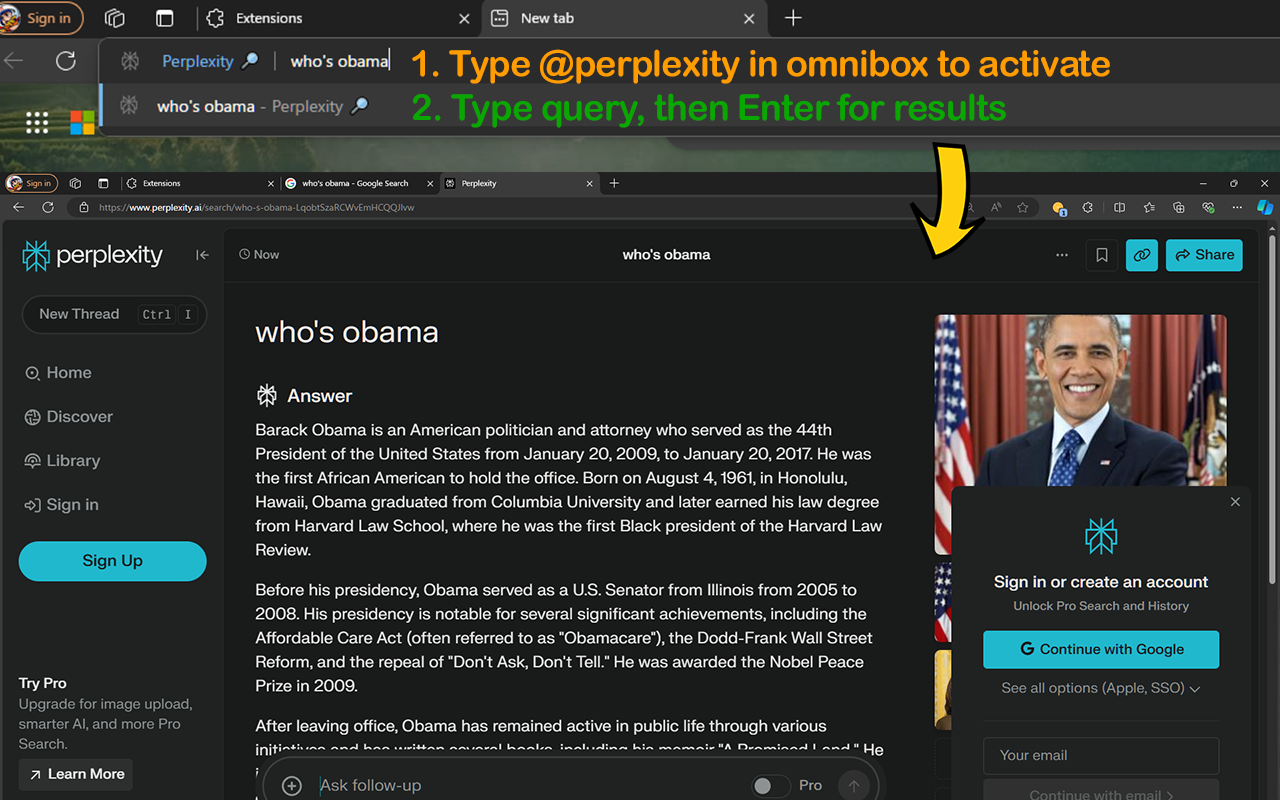 Sign in
Extensions
New tab
Perplexity who's obama
1. Type @perplexity in omnibox to activate
who's obama - Perplexity
2. Type query, then Enter for results
Sign in
Extensions
who's obama - Google Search
Perplexity
https://www.perplexity.ai/search/who-s-obama-LqobtSzaRCWvEmHCQQJlvw
perplexity
Now
who's obama
Share
New Thread Ctrl I
Home
Discover
Library
Sign in
Sign Up
Try Pro
Upgrade for image upload,
smarter AI, and more Pro
Search.
Learn More
who's obama
Answer
Barack Obama is an American politician and attorney who served as the 44th
President of the United States from January 20, 2009, to January 20, 2017. He was
the first African American to hold the office. Born on August 4, 1961, in Honolulu,
Hawaii, Obama graduated from Columbia University and later earned his law degree
from Harvard Law School, where he was the first Black president of the Harvard Law
Review.
Before his presidency, Obama served as a U.S. Senator from Illinois from 2005 to
2008. His presidency is notable for several significant achievements, including the
Affordable Care Act (often referred to as "Obamacare"), the Dodd-Frank Wall Street
Reform, and the repeal of "Don't Ask, Don't Tell." He was awarded the Nobel Peace
Prize in 2009.
After leaving office, Obama has remained active in public life through various
initiatives and has written several books, including his memoir "A Promised Land." He
Ask follow-up
Pro
Sign in or create an account
Unlock Pro Search and History
Continue with Google
See all options (Apple, SSO)
Your email
Continue with email